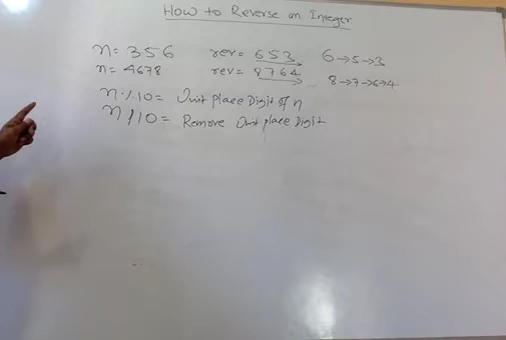 How to Reverse an Integer
n = 356 rev = 653 6→5→3
n = 4678 rev = 8764 8→7→6→4
n % 10 = Unit place Digit of n
n / 10 = Remove Unit place Digit